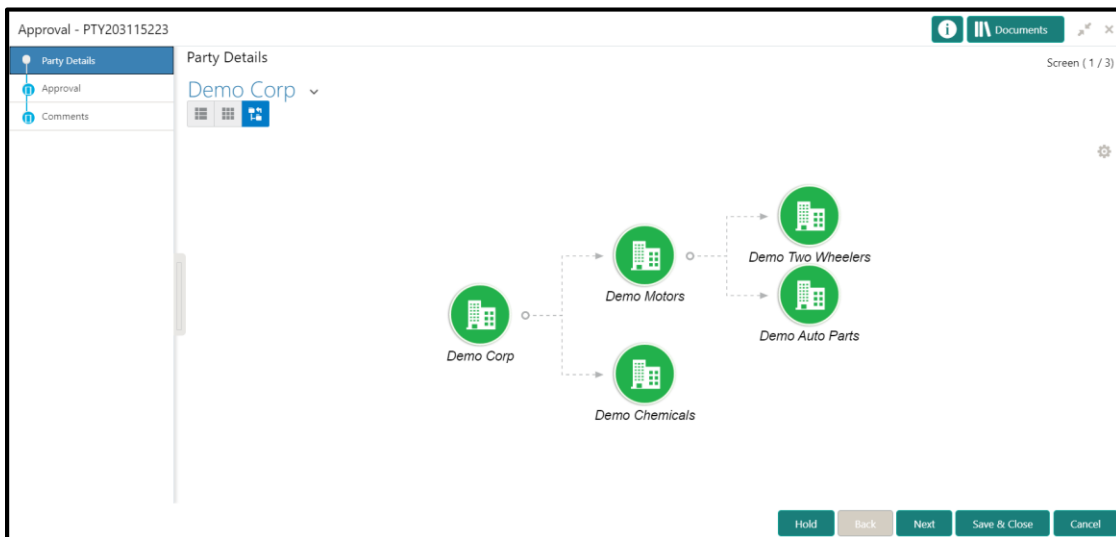 Approval - PTY203115223
Documents
Party Details
Approval
Comments
Party Details
Screen ( 1 / 3)
Demo Corp
Demo Two Wheelers
Demo Motors
Demo Auto Parts
Demo Corp
Demo Chemicals
Hold
Back
Next
Save & Close
Cancel